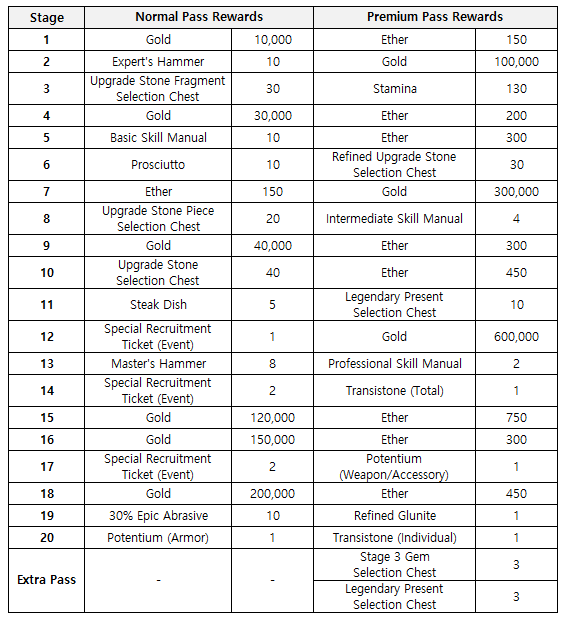 Stage Normal Pass Rewards Premium Pass Rewards
1 Gold 10,000 Ether 150
2 Expert's Hammer 10 Gold 100,000
3 Upgrade Stone Fragment
Selection Chest 30 Stamina 130
4 Gold 30,000 Ether 200
5 Basic Skill Manual 10 Ether 300
6 Prosciutto 10 Refined Upgrade Stone
Selection Chest 30
7 Ether 150 Gold 300,000
8 Upgrade Stone Piece
Selection Chest 20 Intermediate Skill Manual 4
9 Gold 40,000 Ether 300
10 Upgrade Stone
Selection Chest 40 Ether 450
11 Steak Dish 5 Legendary Present
Selection Chest 10
12 Special Recruitment
Ticket (Event) 1 Gold 600,000
13 Master's Hammer 8 Professional Skill Manual 2
14 Special Recruitment
Ticket (Event) 2 Transistone (Total) 1
15 Gold 120,000 Ether 750
16 Gold 150,000 Ether 300
17 Special Recruitment
Ticket (Event) 2 Potentium
(Weapon/Accessory) 1
18 Gold 200,000 Ether 450
19 30% Epic Abrasive 10 Refined Glunite 1
20 Potentium (Armor) 1 Transistone (Individual) 1
Extra Pass - - Stage 3 Gem
Selection Chest 3
Legendary Present
Selection Chest 3